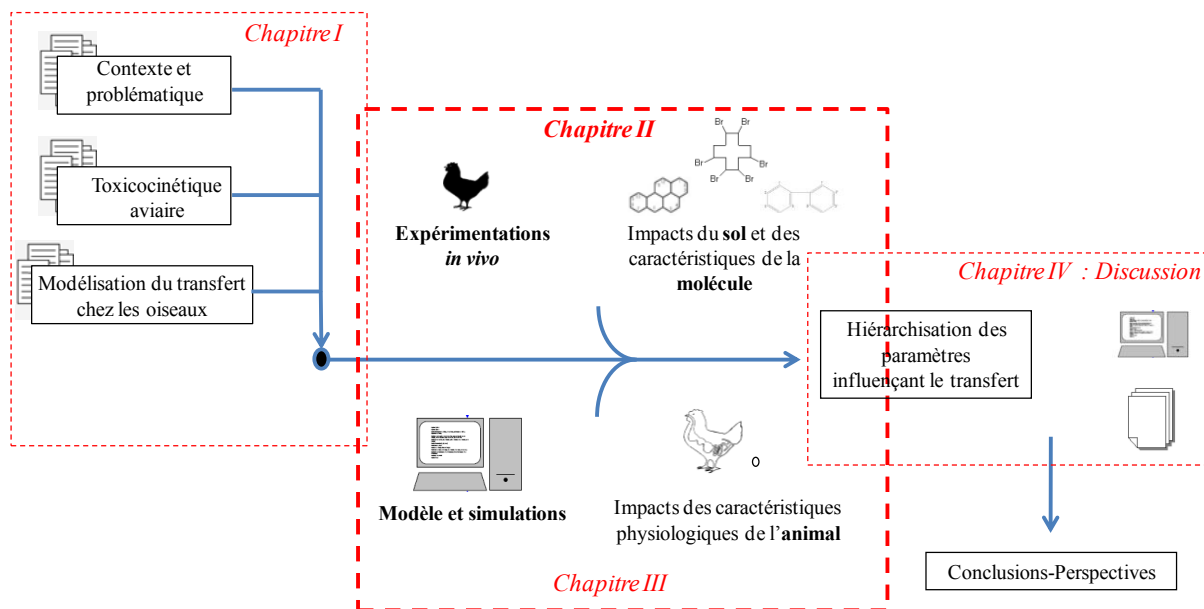 Chapitre I
Contexte et
problématique
Toxicocinétique
aviaire
Modélisation du transfert
chez les oiseaux
Chapitre II
Br
Br
Br
Br
Br
Br
Expérimentations
in vivo
Impacts du sol et des
caractéristiques de la
molécule
Chapitre IV : Discussion
Hiérarchisation des
paramètres
influençant le transfert
Modèle et simulations
Impacts des caractéristiques
physiologiques de l'animal
Chapitre III
Conclusions-Perspectives